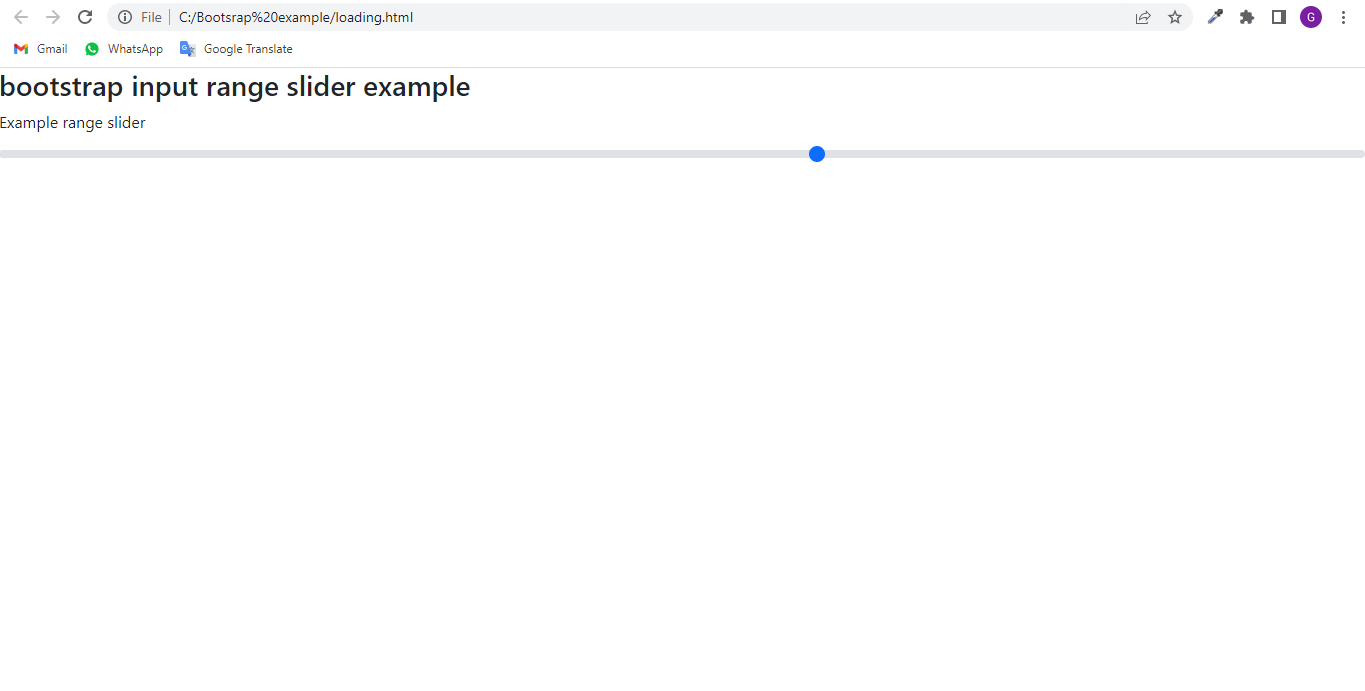 File C:/Bootsrap%20example/loading.html G
Gmail WhatsApp Google Translate
bootstrap input range slider example
Example range slider